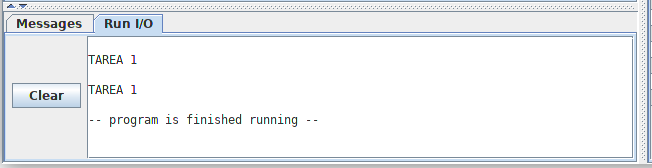 Messages Run I/O
TAREA 1
TAREA 1
Clear
-- program is finished running --